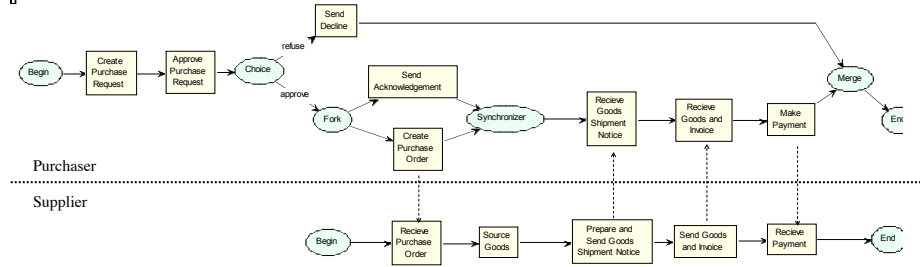 Send
Decline
refuse
Begin
Create
Purchase
Request
Approve
Purchase
Request
Choice
Merge
approve
Send
Acknowledgement
Fork
Synchronizer
Create
Purchase
Order
Recieve
Goods
Shipment
Notice
Recieve
Goods and
Invoice
Make
Payment
End
Purchaser
Supplier
Begin
Recieve
Purchase
Order
Source
Goods
Prepare and
Send Goods
Shipment Notice
Send Goods
and Invoice
Recieve
Payment
End